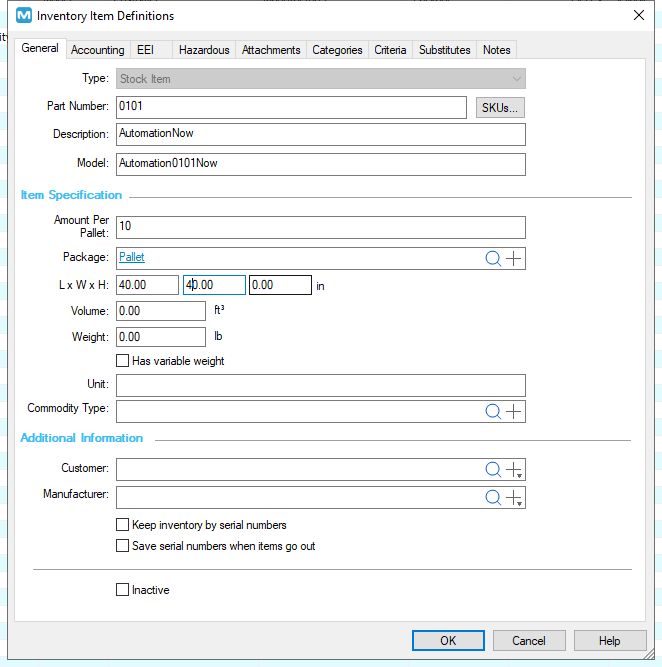 Inventory Item Definitions
General Accounting EEI Hazardous Attachments Categories Criteria Substitutes Notes
Type: Stock Item
Part Number: 0101 SKUs...
Description: AutomationNow
Model: Automation0101Now
Item Specification
Amount Per
Pallet: 10
Package: Pallet
L x W x H: 40.00 40.00 0.00 in
Volume: 0.00 ft³
Weight: 0.00 lb
Has variable weight
Unit:
Commodity Type:
Additional Information
Customer:
Manufacturer:
Keep inventory by serial numbers
Save serial numbers when items go out
Inactive
OK Cancel Help